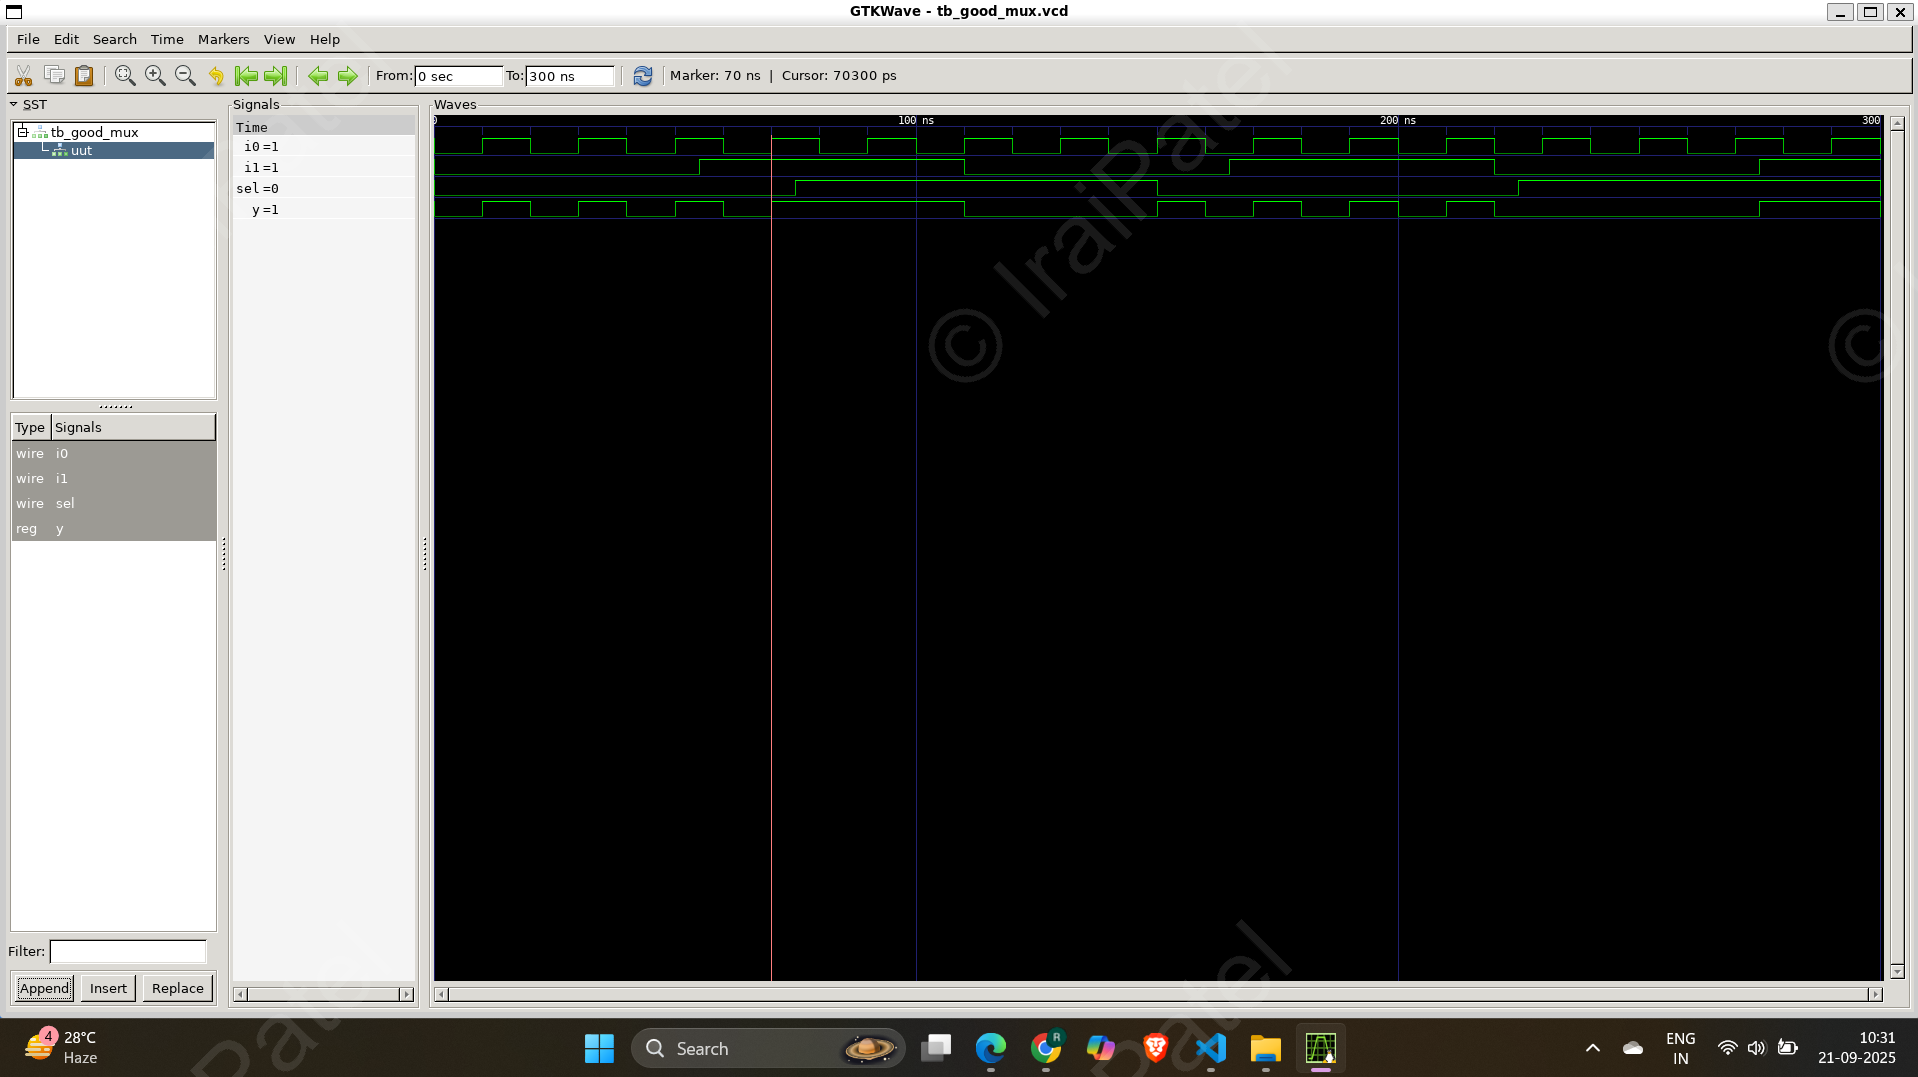 GTKWave - tb_good_mux.vcd
File Edit Search Time Markers View Help
From: 0 sec To: 300 ns Marker: 70 ns | Cursor: 70300 ps
SST
tb_good_mux
uut
Type Signals
wire i0
wire i1
wire sel
reg y
Filter:
Append Insert Replace
Signals
Time
i0=1
i1=1
sel=0
y=1
Waves
0 100 ns 200 ns 300
© IraiPatel
©
Patel
Patel
4 28°C
Haze
Search
R
ENG
IN
10:31
21-09-2025